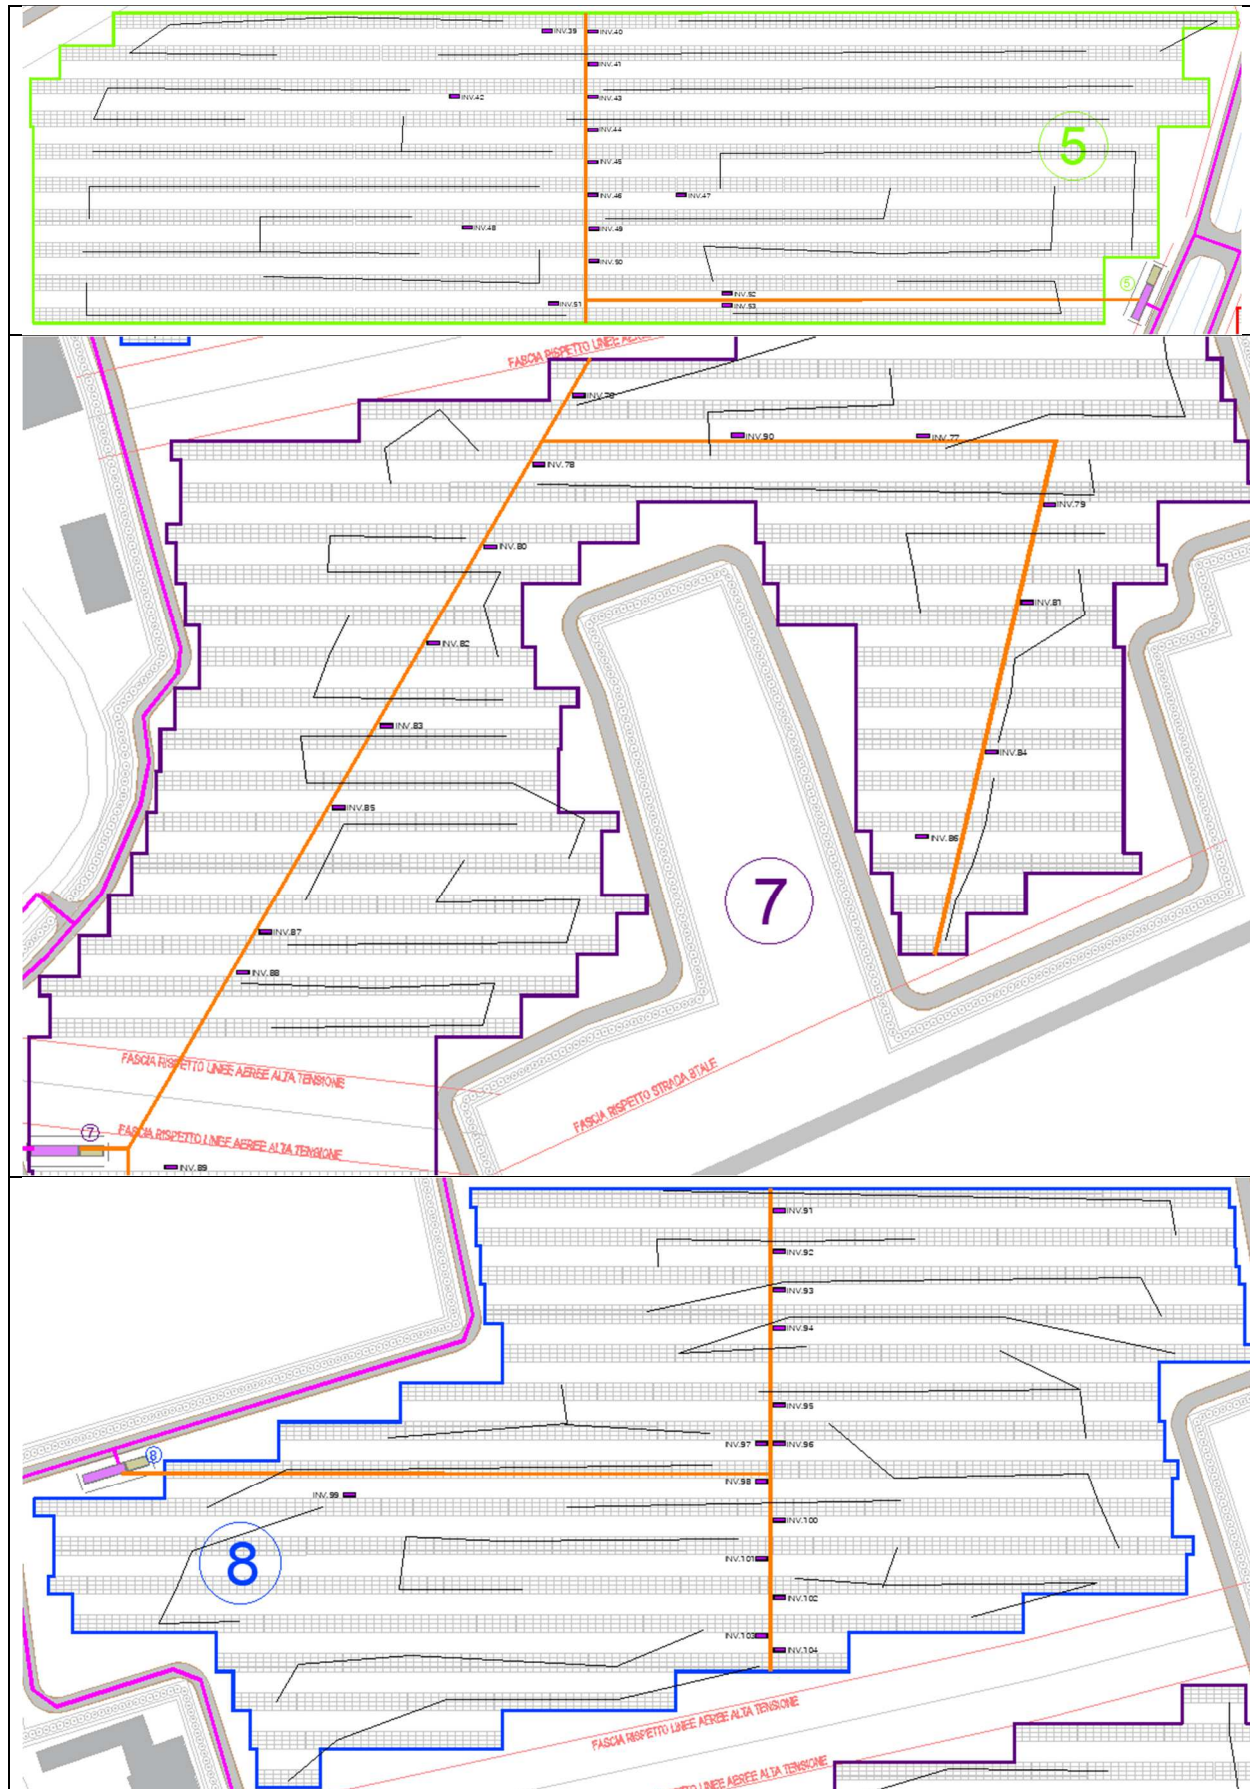 INV.39
INV.40
INV.41
INV.42
INV.43
INV.44
5
INV.45
INV.46
INV.47
INV.48
INV.49
INV.50
5
INV.51
INV.52
INV.53
FASCIA RISPETTO LINEE AEREE
INV.90
INV.77
INV.78
INV.79
INV.80
INV.81
INV.82
INV.83
INV.84
INV.85
INV.86
7
INV.87
INV.88
FASCIA RISPETTO LINEE AEREE ALTA TENSIONE
FASCIA RISPETTO STRADA STALE
7
FASCIA RISPETTO LINEE AEREE ALTA TENSIONE
INV.89
INV.91
INV.92
INV.93
INV.94
INV.95
INV.97
INV.96
8
INV.98
INV.99
INV.100
8
INV.101
INV.102
INV.103
INV.104
FASCIA RISPETTO LINEE AEREE ALTA TENSIONE
LINEE AEREE ALTA TENSIONE